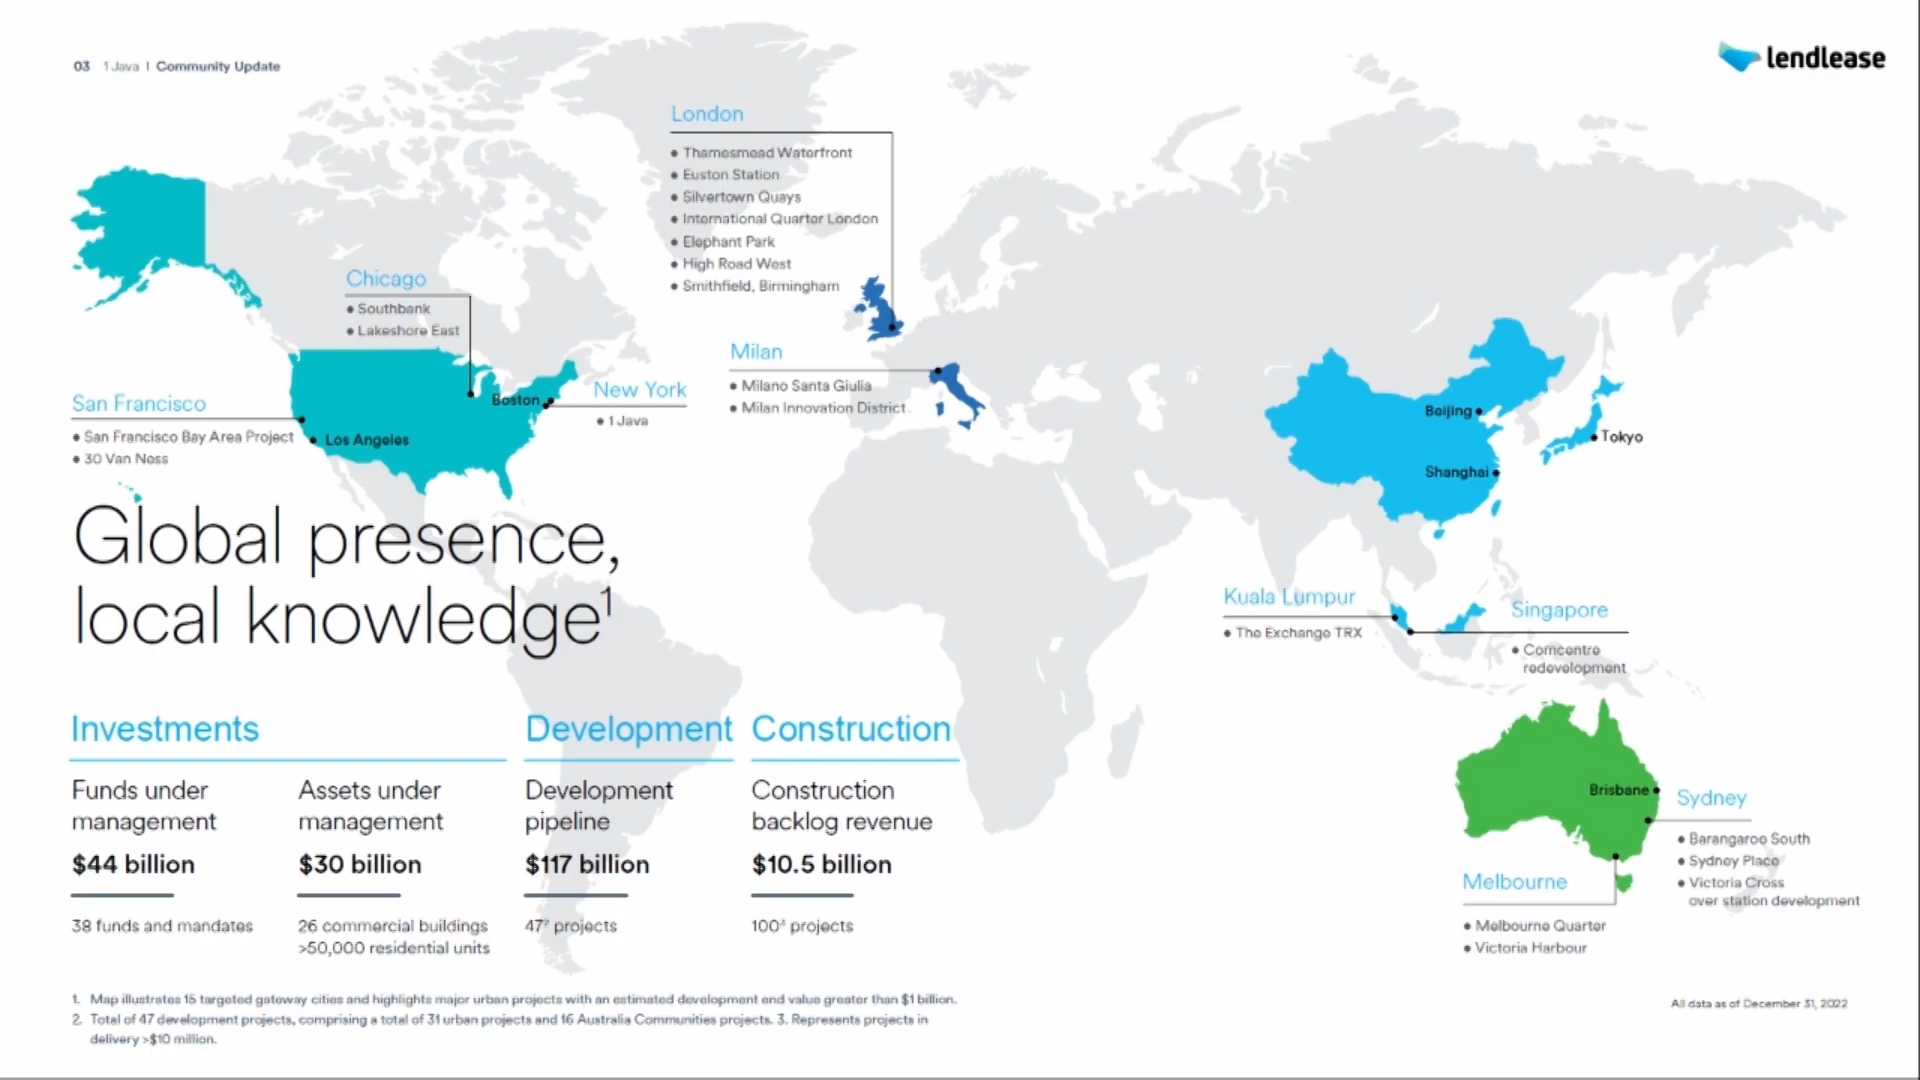 03 1 Java | Community Update
lendlease
London
• Thamesmead Waterfront
• Euston Station
• Silvertown Quays
• International Quarter London
• Elephant Park
• High Road West
• Smithfield, Birmingham
Chicago
• Southbank
• Lakeshore East
Milan
• Milano Santa Giulia
• Milan Innovation District
New York
• 1 Java
Boston
San Francisco
• San Francisco Bay Area Project
• 30 Van Ness
Los Angeles
Beijing
Tokyo
Shanghai
Global presence,
local knowledge¹
Kuala Lumpur
• The Exchange TRX
Singapore
• Comcentre
redevelopment
Investments
Funds under
management
$44 billion
38 funds and mandates
Assets under
management
$30 billion
26 commercial buildings
>50,000 residential units
Development
Development
pipeline
$117 billion
47² projects
Construction
Construction
backlog revenue
$10.5 billion
100³ projects
Brisbane
Sydney
• Barangaroo South
• Sydney Place
• Victoria Cross
over station development
Melbourne
• Melbourne Quarter
• Victoria Harbour
1. Map illustrates 15 targeted gateway cities and highlights major urban projects with an estimated development end value greater than $1 billion.
2. Total of 47 development projects, comprising a total of 31 urban projects and 16 Australia Communities projects. 3. Represents projects in
delivery >$10 million.
All data as of December 31, 2022